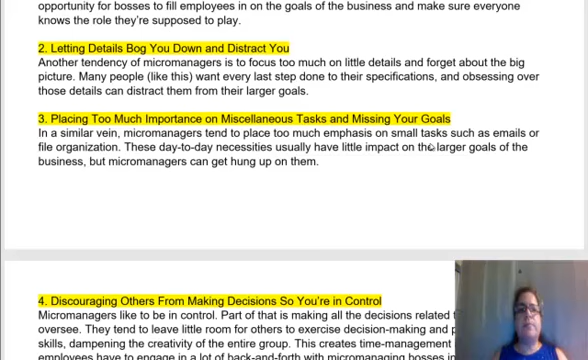 opportunity for bosses to fill employees in on the goals of the business and make sure everyone
knows the role they're supposed to play.
2. Letting Details Bog You Down and Distract You
Another tendency of micromanagers is to focus too much on little details and forget about the big
picture. Many people (like this) want every last step done to their specifications, and obsessing over
those details can distract them from their larger goals.
3. Placing Too Much Importance on Miscellaneous Tasks and Missing Your Goals
In a similar vein, micromanagers tend to place too much emphasis on small tasks such as emails or
file organization. These day-to-day necessities usually have little impact on the larger goals of the
business, but micromanagers can get hung up on them.
4. Discouraging Others From Making Decisions So You're in Control
Micromanagers like to be in control. Part of that is making all the decisions related
oversee. They tend to leave little room for others to exercise decision-making and
skills, dampening the creativity of the entire group. This creates time-management
employees have to engage in a lot of back-and-forth with micromanaging bosses in